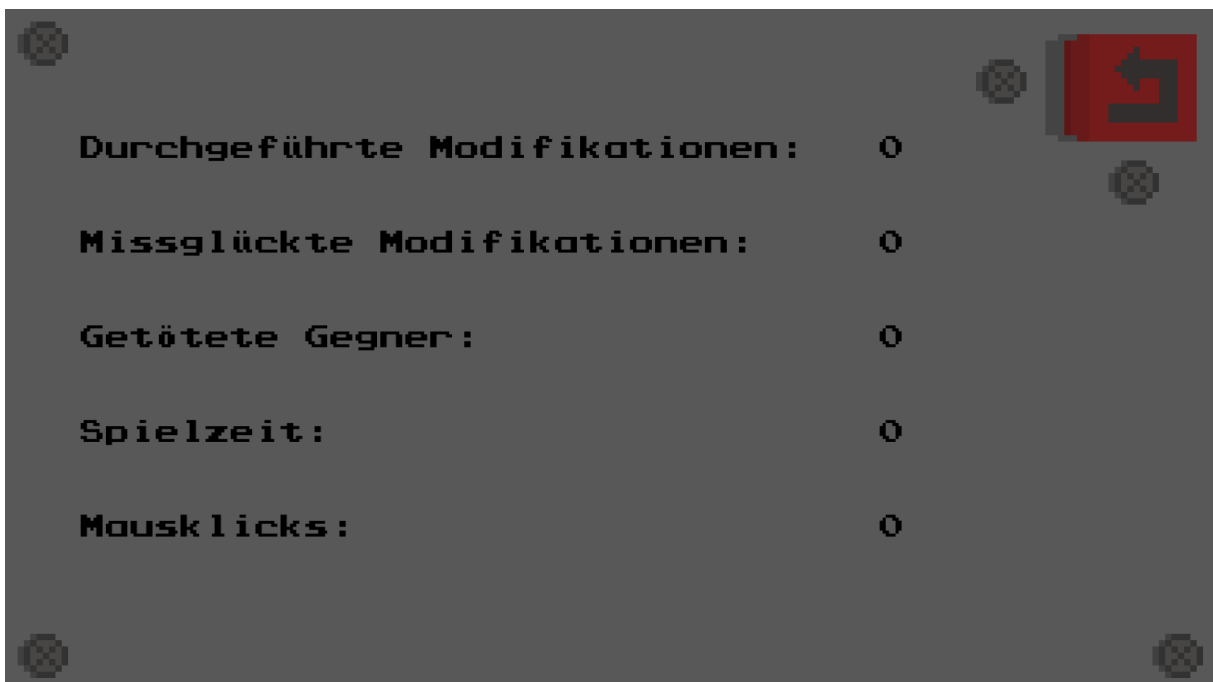 Durchgeführte Modifikationen: 0
Missglückte Modifikationen: 0
Getötete Gegner: 0
Spielzeit: 0
Mausklicks: 0